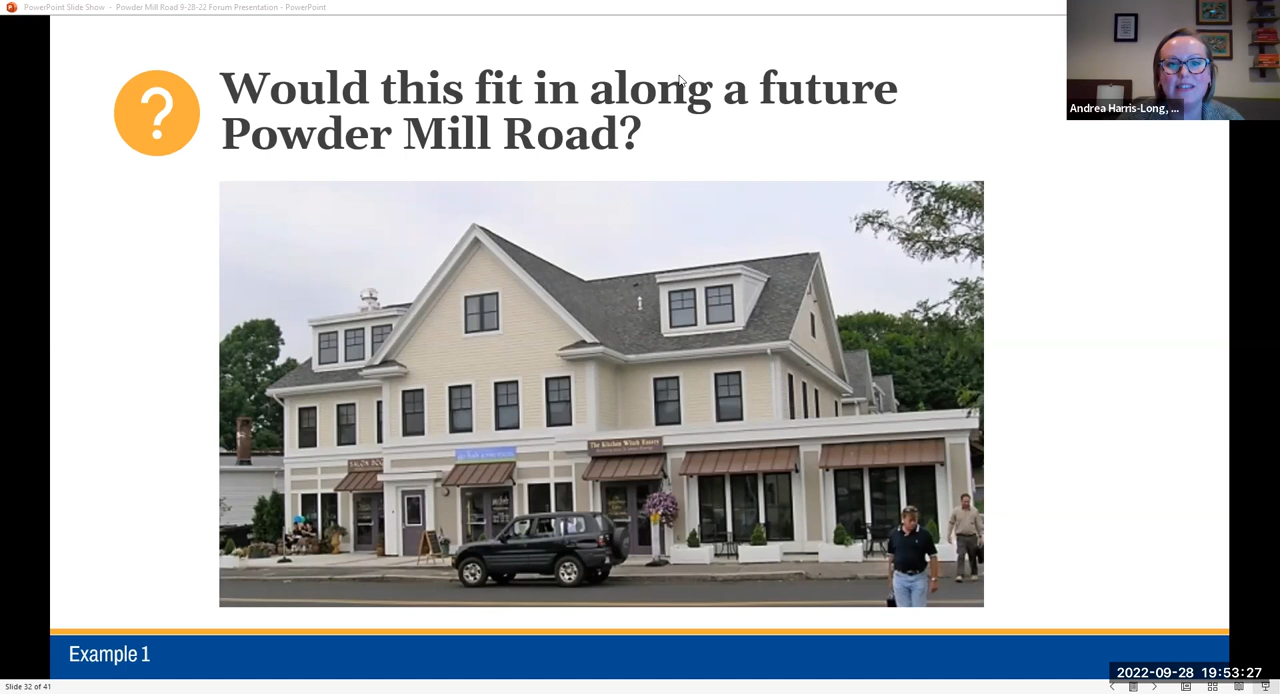 PowerPoint Slide Show - Powder Mill Road 9-28-22 Forum Presentation - PowerPoint
Andrea Harris-Long, ...
?
Would this fit in along a future
Powder Mill Road?
The Kitchen Witch Eatery
SALON
Example 1
2022-09-28 19:53:27
Slide 32 of 41